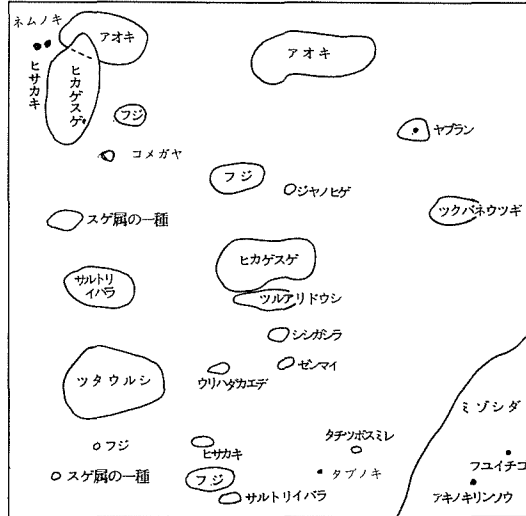 ネムノキ
アオキ
アオキ
ヒサカキ
ヒカゲスゲ
フジ
ヤブラン
コメガヤ
フジ
ジャノヒゲ
ツクバネウツギ
スゲ属の一種
ヒカゲスゲ
サルトリ
イバラ
ツルアリドウシ
シシガシラ
ゼンマイ
ツタウルシ
ウリハダカエデ
ミゾシダ
タチツボスミレ
フジ
ヒサカキ
フユイチゴ
スゲ属の一種
フジ
タブノキ
アキノキリンソウ
サルトリイバラ